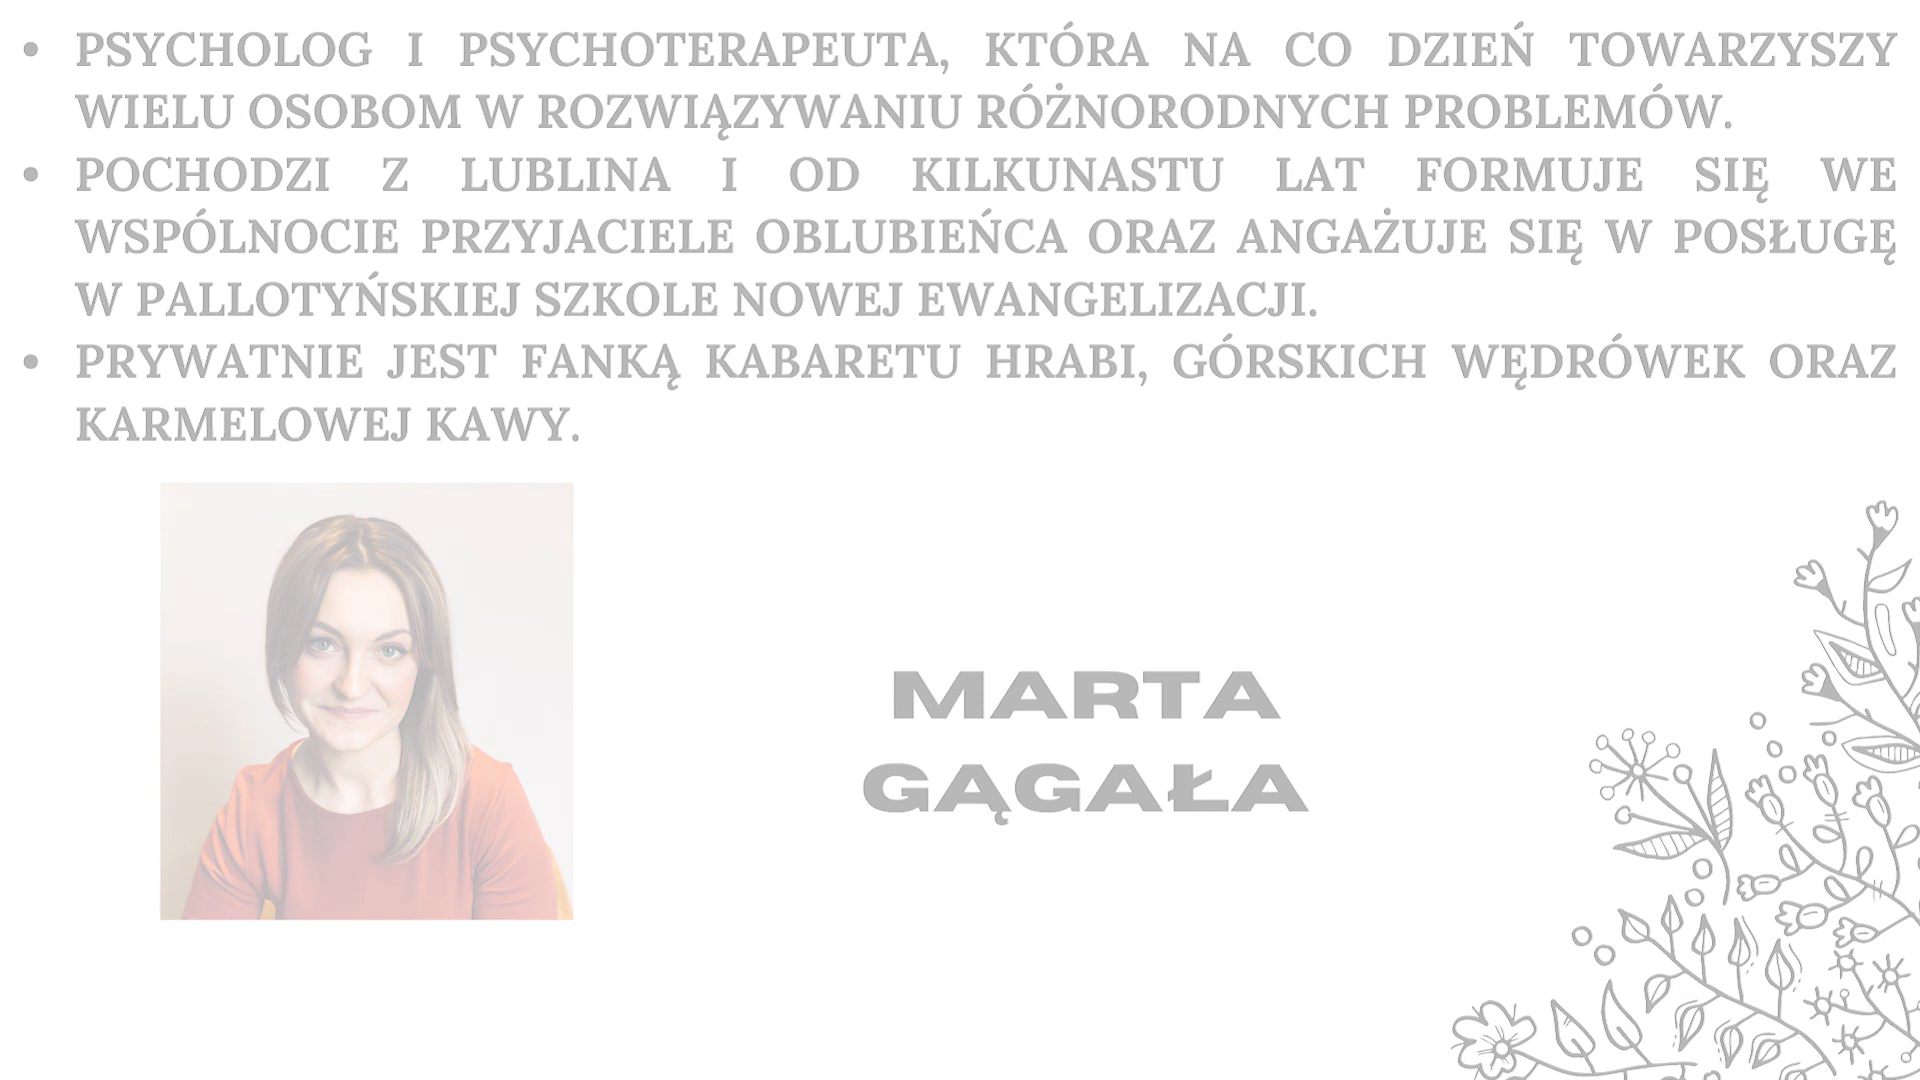 • PSYCHOLOG I PSYCHOTERAPEUTA, KTÓRA NA CO DZIEŃ TOWARZYSZY
WIELU OSOBOM W ROZWIĄZYWANIU RÓŻNORODNYCH PROBLEMÓW.
• POCHODZI Z LUBLINA I OD KILKUNASTU LAT FORMUJE SIĘ WE
WSPÓLNOCIE PRZYJACIELE OBLUBIEŃCA ORAZ ANGAŻUJE SIĘ W POSŁUGĘ
W PALLOTYŃSKIEJ SZKOLE NOWEJ EWANGELIZACJI.
• PRYWATNIE JEST FANKĄ KABARETU HRABI, GÓRSKICH WĘDRÓWEK ORAZ
KARMELOWEJ KAWY.
MARTA
GĄGAŁA